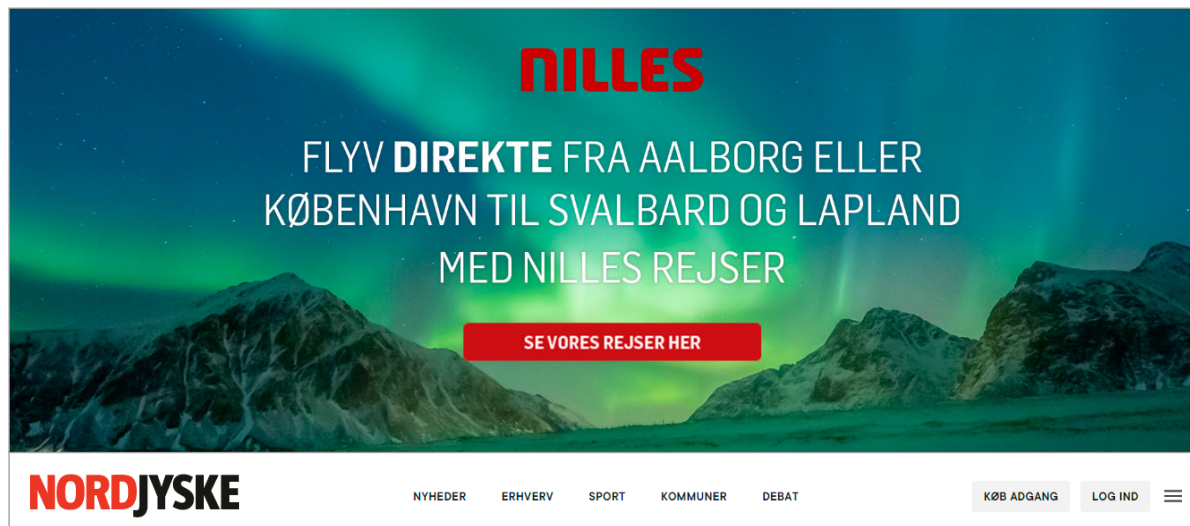 NILLES
FLYV DIREKTE FRA AALBORG ELLER
KØBENHAVN TIL SVALBARD OG LAPLAND
MED NILLES REJSER
SE VORES REJSER HER
NORDJYSKE NYHEDER ERHVERV SPORT KOMMUNER DEBAT KØB ADGANG LOG IND